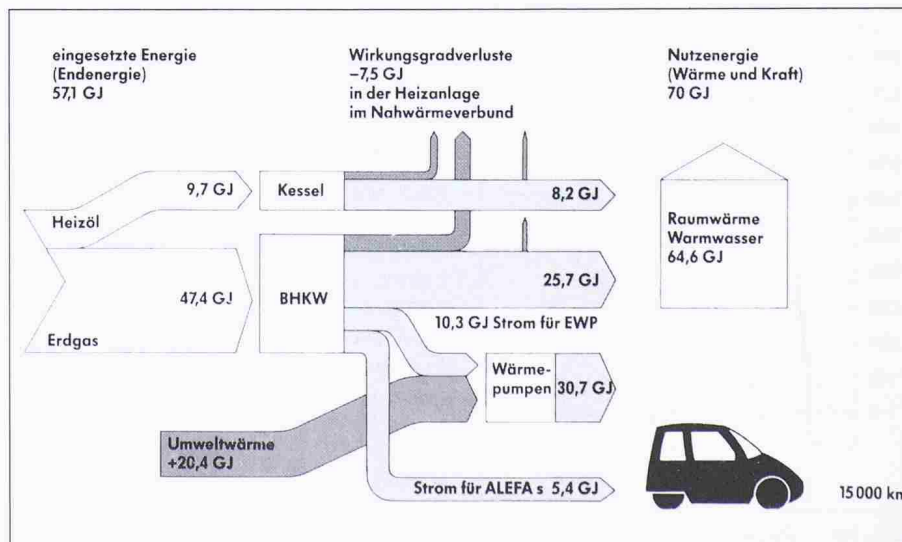 eingesetzte Energie
(Endenergie)
57,1 GJ
Wirkungsgradverluste
–7,5 GJ
in der Heizanlage
im Nahwärmeverbund
Nutzenergie
(Wärme und Kraft)
70 GJ
9,7 GJ
Kessel
8,2 GJ
Heizöl
Raumwärme
Warmwasser
64,6 GJ
47,4 GJ
BHKW
25,7 GJ
10,3 GJ Strom für EWP
Erdgas
Wärme-
pumpen
30,7 GJ
Umweltwärme
+20,4 GJ
Strom für ALEFA s 5,4 GJ
15000 km